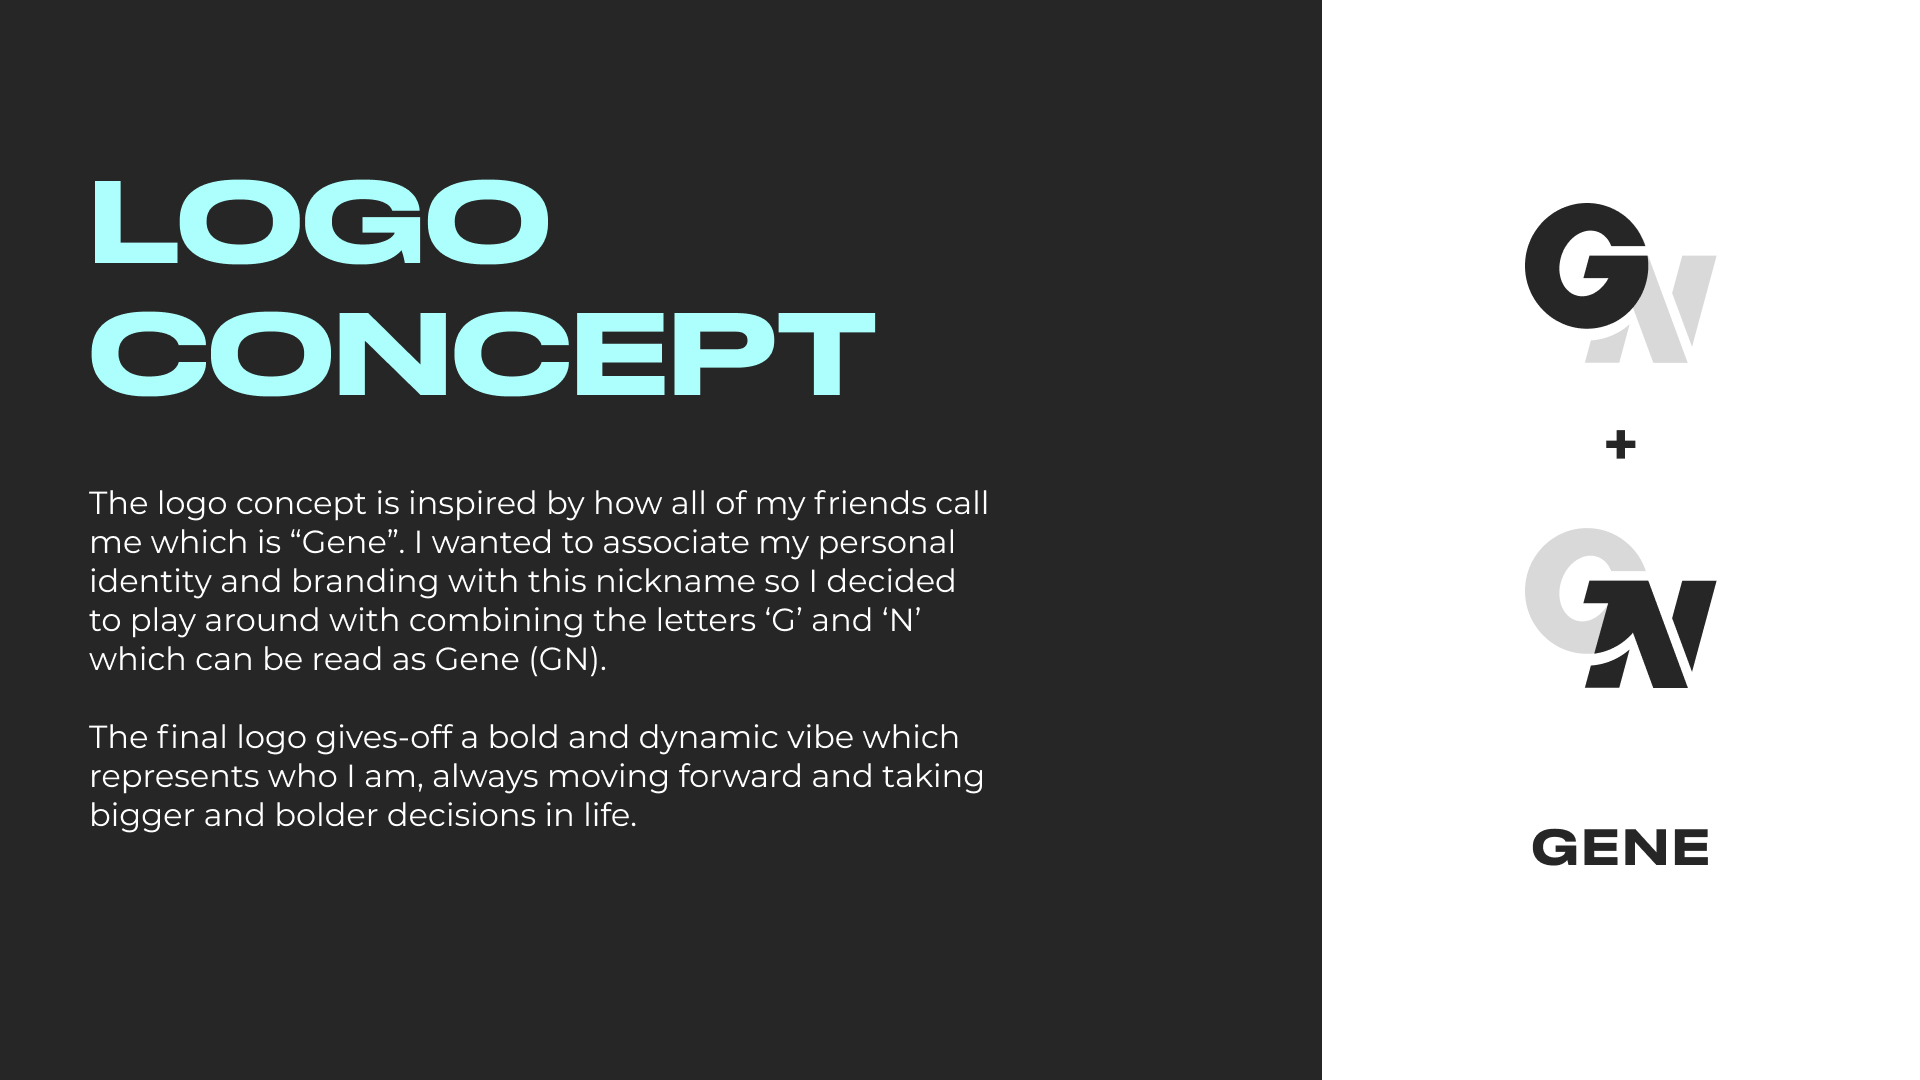 LOGO
CONCEPT
The logo concept is inspired by how all of my friends call
me which is “Gene”. I wanted to associate my personal
identity and branding with this nickname so I decided
to play around with combining the letters ‘G’ and ‘N’
which can be read as Gene (GN).
The final logo gives-off a bold and dynamic vibe which
represents who I am, always moving forward and taking
bigger and bolder decisions in life.
GN
+
GN
GENE